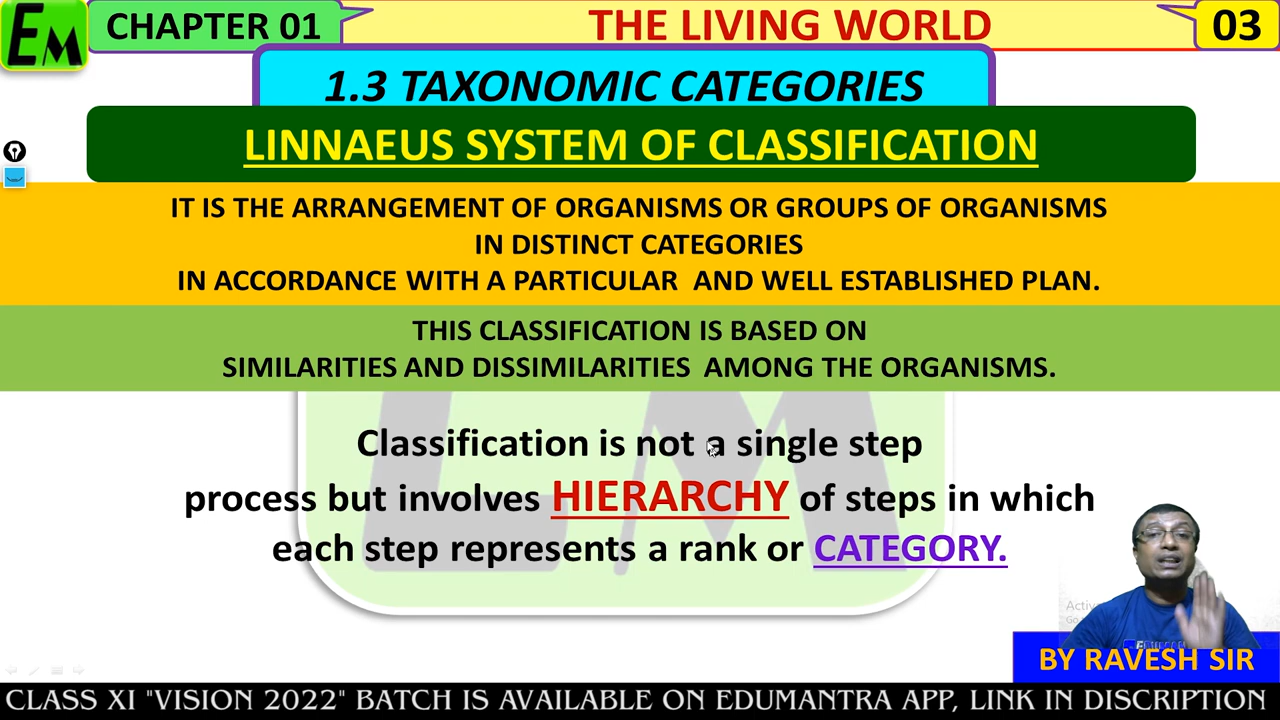 EM
CHAPTER 01
THE LIVING WORLD
03
1.3 TAXONOMIC CATEGORIES
LINNAEUS SYSTEM OF CLASSIFICATION
IT IS THE ARRANGEMENT OF ORGANISMS OR GROUPS OF ORGANISMS
IN DISTINCT CATEGORIES
IN ACCORDANCE WITH A PARTICULAR AND WELL ESTABLISHED PLAN.
THIS CLASSIFICATION IS BASED ON
SIMILARITIES AND DISSIMILARITIES AMONG THE ORGANISMS.
Classification is not a single step
process but involves HIERARCHY of steps in which
each step represents a rank or CATEGORY.
BY RAVESH SIR
CLASS XI "VISION 2022" BATCH IS AVAILABLE ON EDUMANTRA APP, LINK IN DISCRIPTION